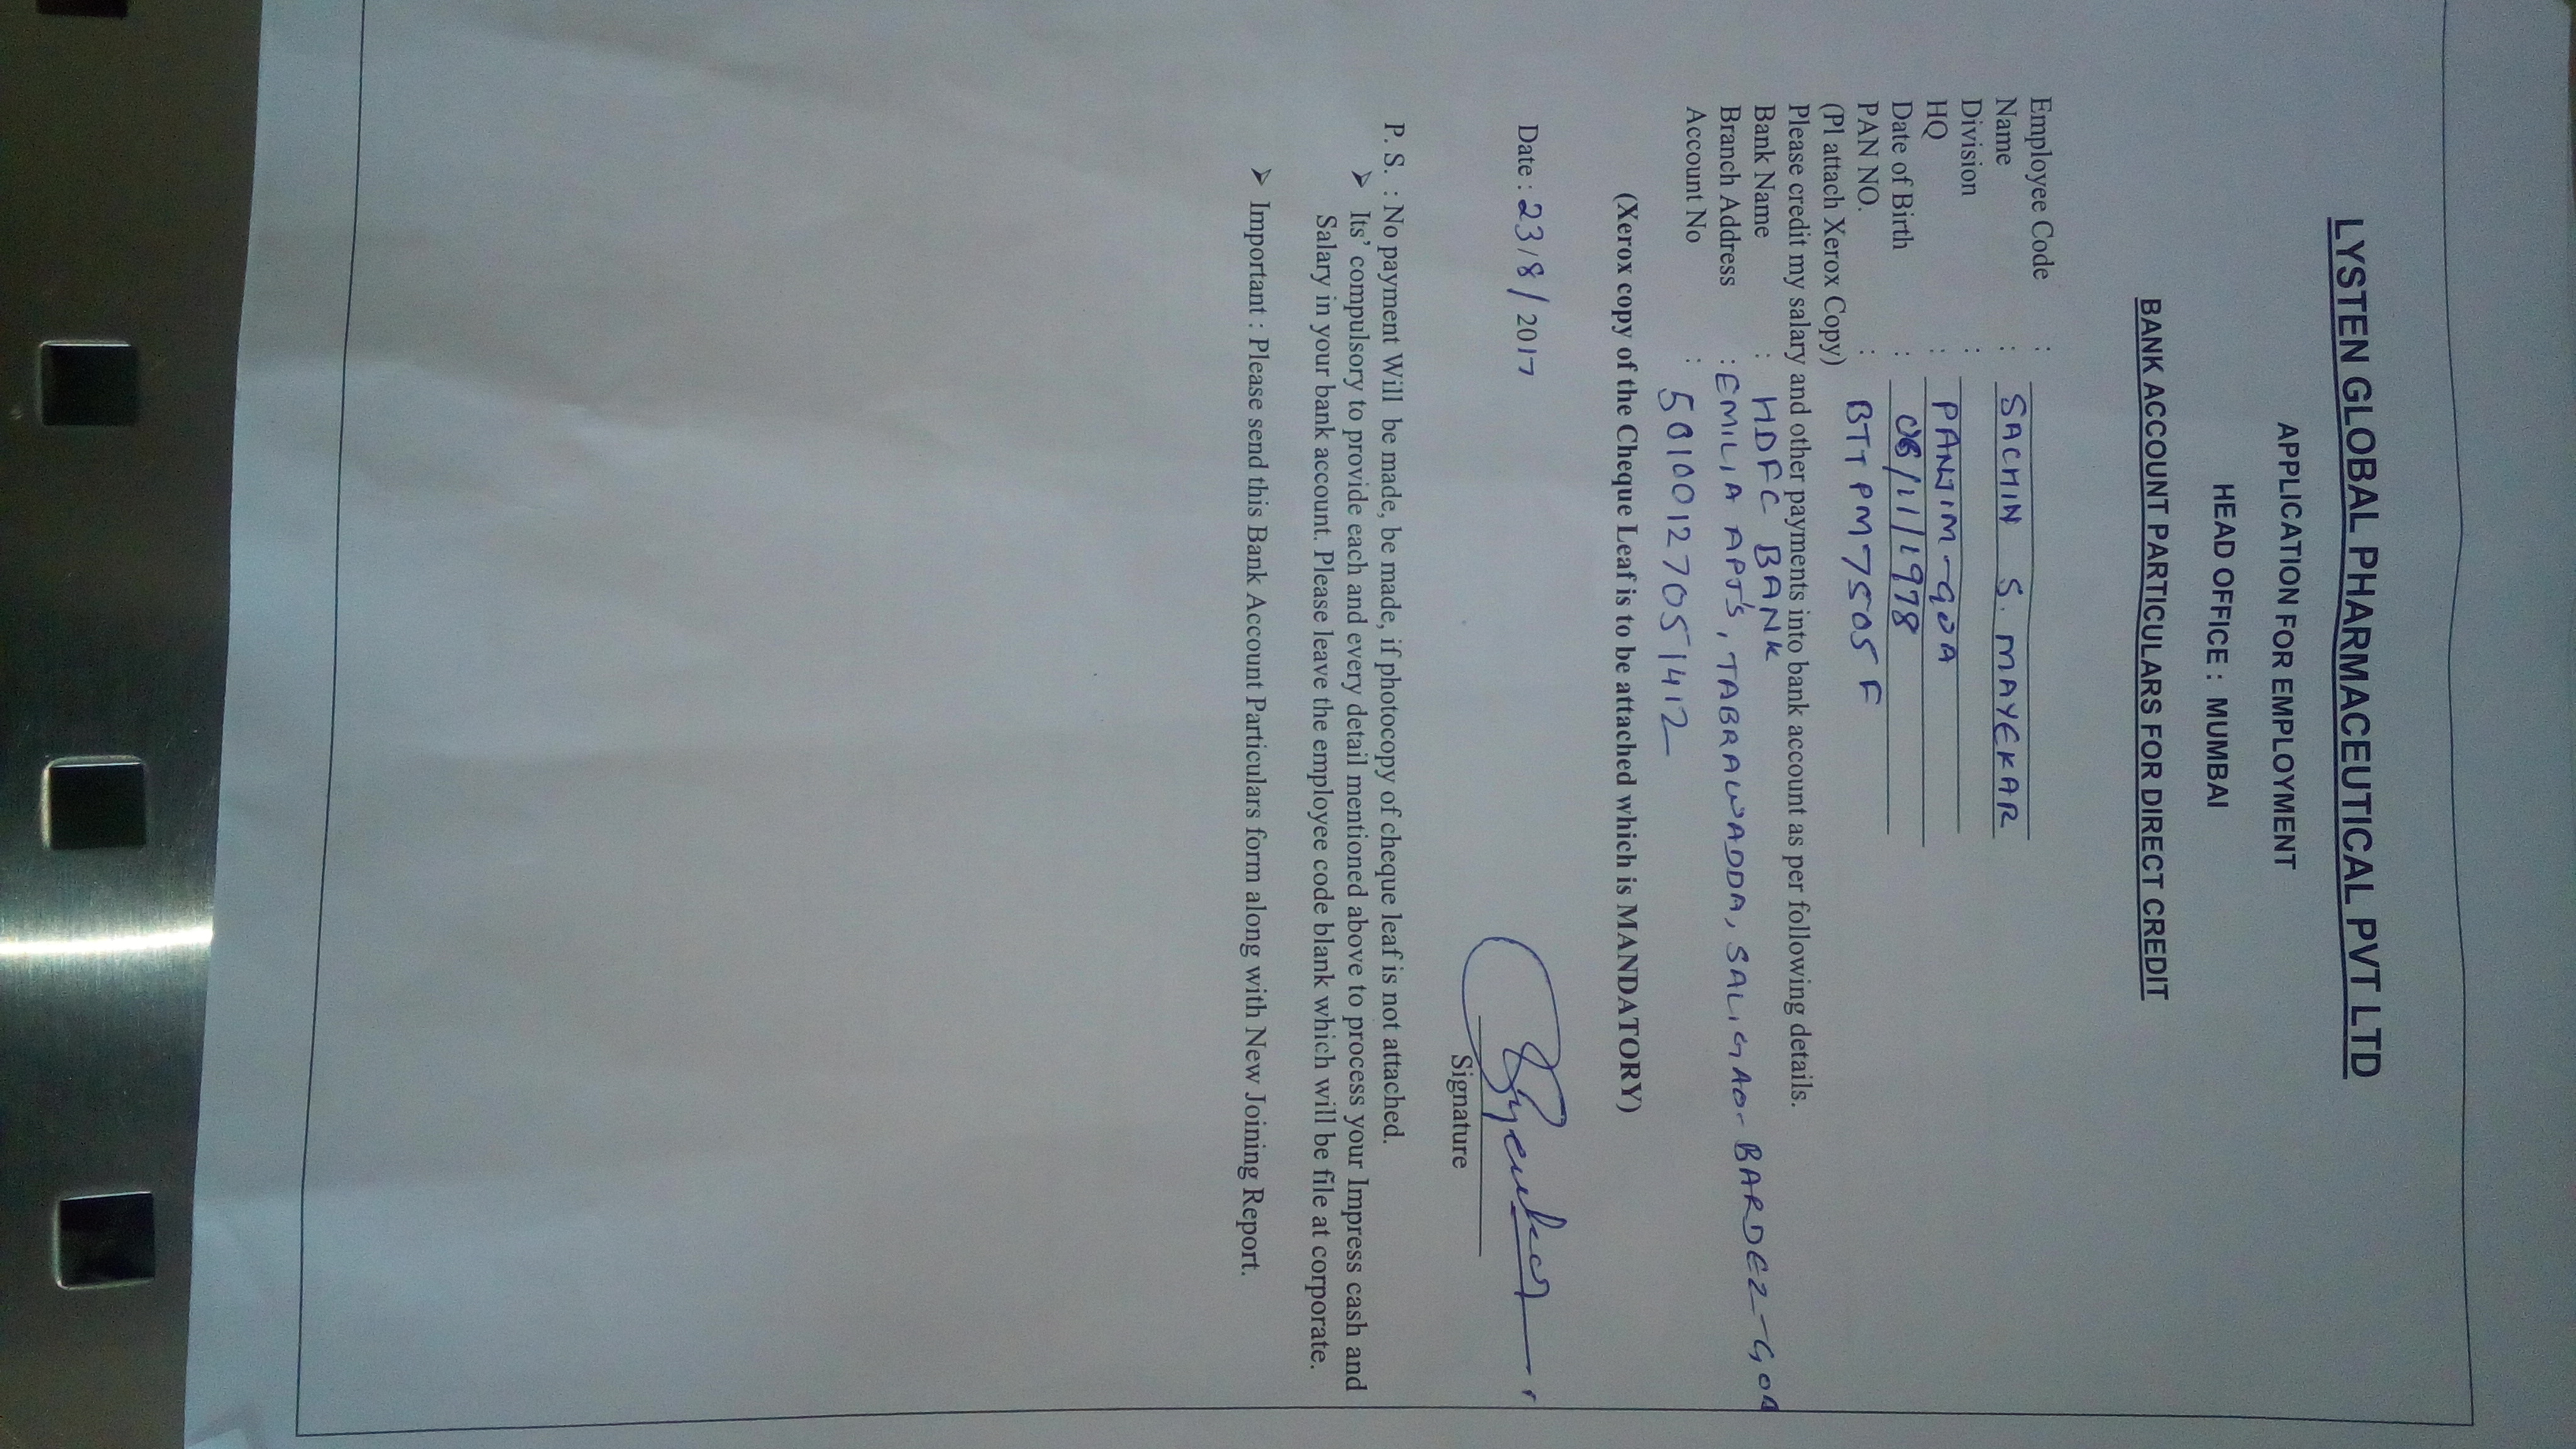 LYSTEN GLOBAL PHARMACEUTICAL PVT LTD
APPLICATION FOR EMPLOYMENT
HEAD OFFICE : MUMBAI
BANK ACCOUNT PARTICULARS FOR DIRECT CREDIT
Employee Code :
Name : SACHIN S. MAYEKAR
Division :
HQ : PANJIM-GOA
Date of Birth : 08/11/1978
PAN NO. : BTTPM7505F
(Pl attach Xerox Copy)
Please credit my salary and other payments into bank account as per following details.
Bank Name : HDFC BANK
Branch Address : EMILIA APT'S, TABRAWADDA, SALIGAO-BARDEZ-GOA
Account No : 50100127051412
(Xerox copy of the Cheque Leaf is to be attached which is MANDATORY)
Date : 23/8/2017
Signature
P. S. : No payment Will be made, be made, if photocopy of cheque leaf is not attached.
➢ Its' compulsory to provide each and every detail mentioned above to process your Impress cash and
Salary in your bank account. Please leave the employee code blank which will be file at corporate.
➢ Important : Please send this Bank Account Particulars form along with New Joining Report.